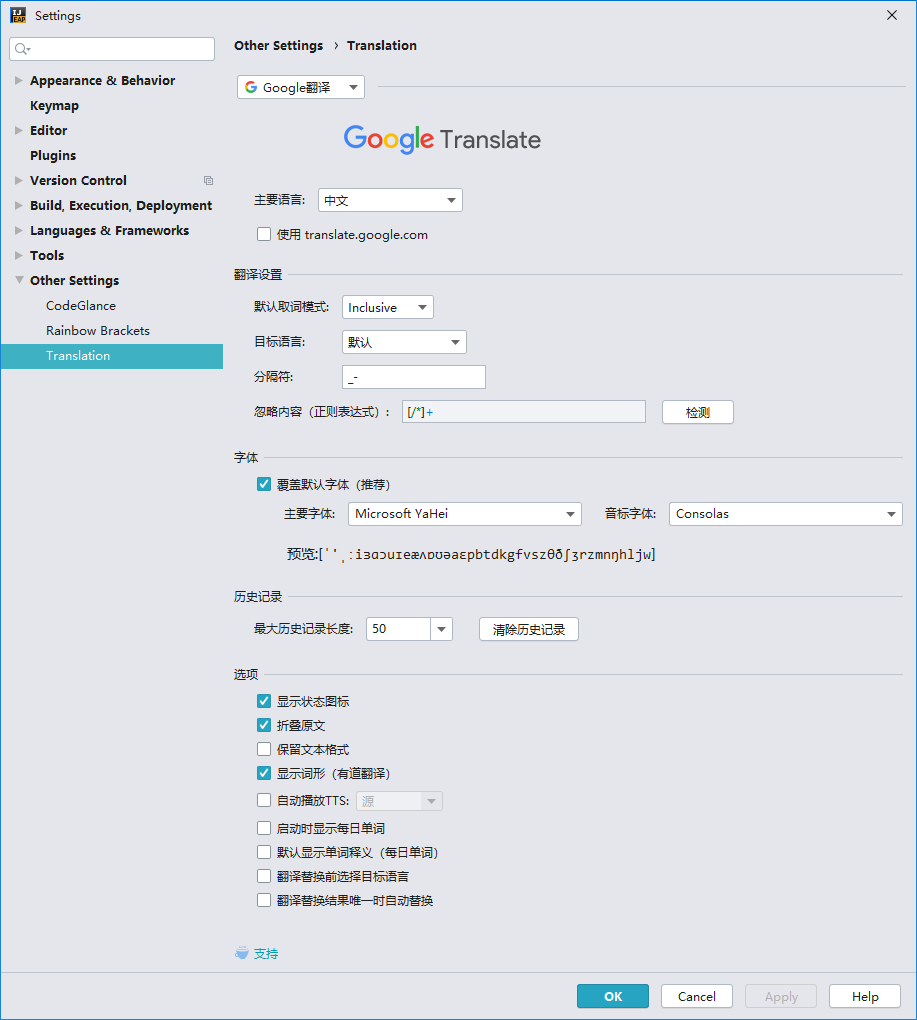 Settings
Appearance & Behavior
Keymap
Editor
Plugins
Version Control
Build, Execution, Deployment
Languages & Frameworks
Tools
Other Settings
CodeGlance
Rainbow Brackets
Translation
Other Settings › Translation
Google翻译
Google Translate
主要语言: 中文
使用 translate.google.com
翻译设置
默认取词模式: Inclusive
目标语言: 默认
分隔符: _-
忽略内容（正则表达式）: [/*]+ 检测
字体
覆盖默认字体（推荐）
主要字体: Microsoft YaHei 音标字体: Consolas
预览:[ˈˈˌːiɜɑɔuɪeæʌɒʊəaɛpbtdkgfvszθðʃʒrzmnŋhljw]
历史记录
最大历史记录长度: 50 清除历史记录
选项
显示状态图标
折叠原文
保留文本格式
显示词形（有道翻译）
自动播放TTS: 源
启动时显示每日单词
默认显示单词释义（每日单词）
翻译替换前选择目标语言
翻译替换结果唯一时自动替换
支持
OK Cancel Apply Help